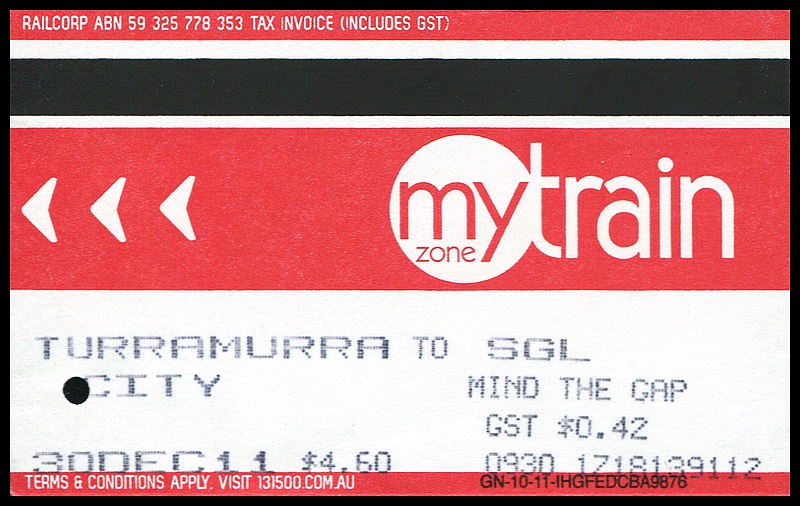 RAILCORP ABN 59 325 778 353 TAX INVOICE (INCLUDES GST)
my train
zone
TURRAMURRA TO SGL
CITY MIND THE GAP
GST $0.42
30DEC11 $4.60 0930 1718139112
TERMS & CONDITIONS APPLY, VISIT 131500.COM.AU GN-10-11-IHGFEDCBA9876